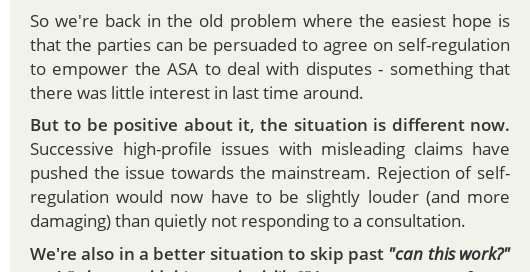 So we're back in the old problem where the easiest hope is
that the parties can be persuaded to agree on self-regulation
to empower the ASA to deal with disputes - something that
there was little interest in last time around.
But to be positive about it, the situation is different now.
Successive high-profile issues with misleading claims have
pushed the issue towards the mainstream. Rejection of self-
regulation would now have to be slightly louder (and more
damaging) than quietly not responding to a consultation.
We're also in a better situation to skip past "can this work?"